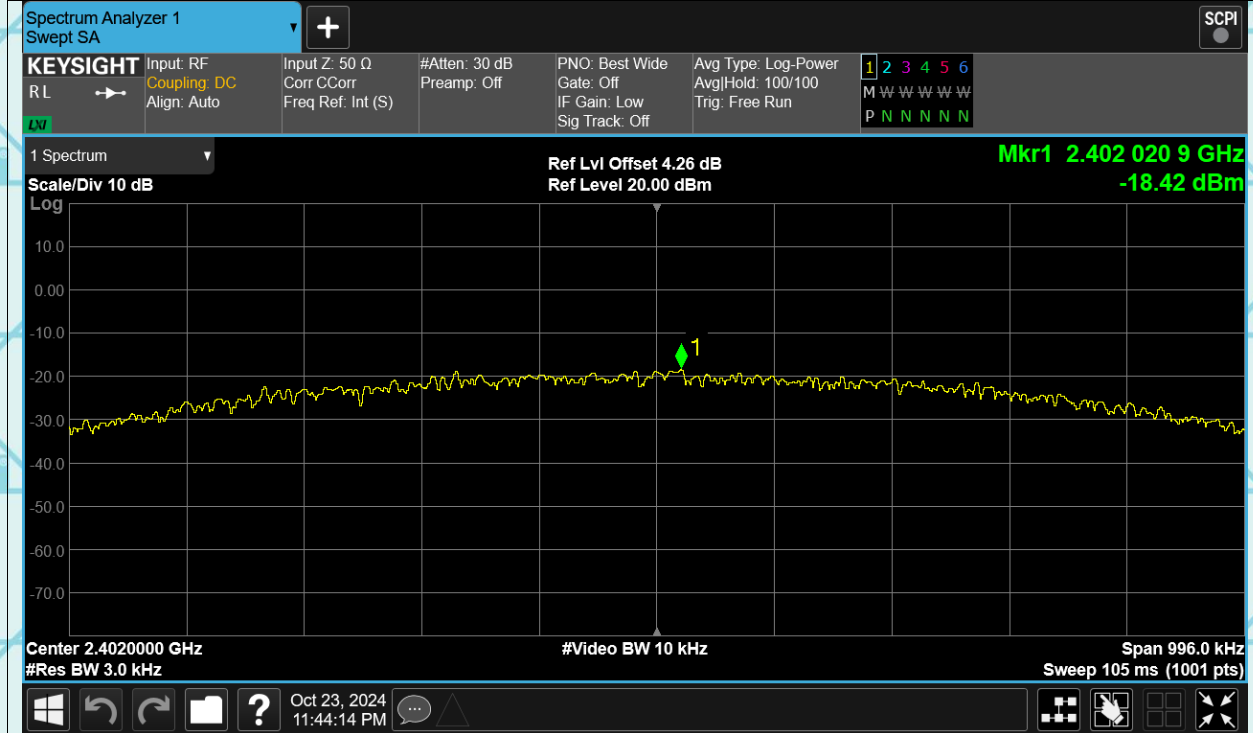 Spectrum Analyzer 1
Swept SA
▼
+
SCPI
KEYSIGHT
R L
LXI
Input: RF
Coupling: DC
Align: Auto
Input Z: 50 Ω
Corr CCorr
Freq Ref: Int (S)
#Atten: 30 dB
Preamp: Off
PNO: Best Wide
Gate: Off
IF Gain: Low
Sig Track: Off
Avg Type: Log-Power
Avg|Hold: 100/100
Trig: Free Run
1 2 3 4 5 6
M W W W W W
P N N N N N
1 Spectrum ▼
Scale/Div 10 dB
Ref Lvl Offset 4.26 dB
Ref Level 20.00 dBm
Mkr1 2.402 020 9 GHz
-18.42 dBm
Log
10.0
0.00
-10.0
1
-20.0
-30.0
-40.0
-50.0
-60.0
-70.0
Center 2.4020000 GHz
#Res BW 3.0 kHz
#Video BW 10 kHz
Span 996.0 kHz
Sweep 105 ms (1001 pts)
?
Oct 23, 2024
11:44:14 PM